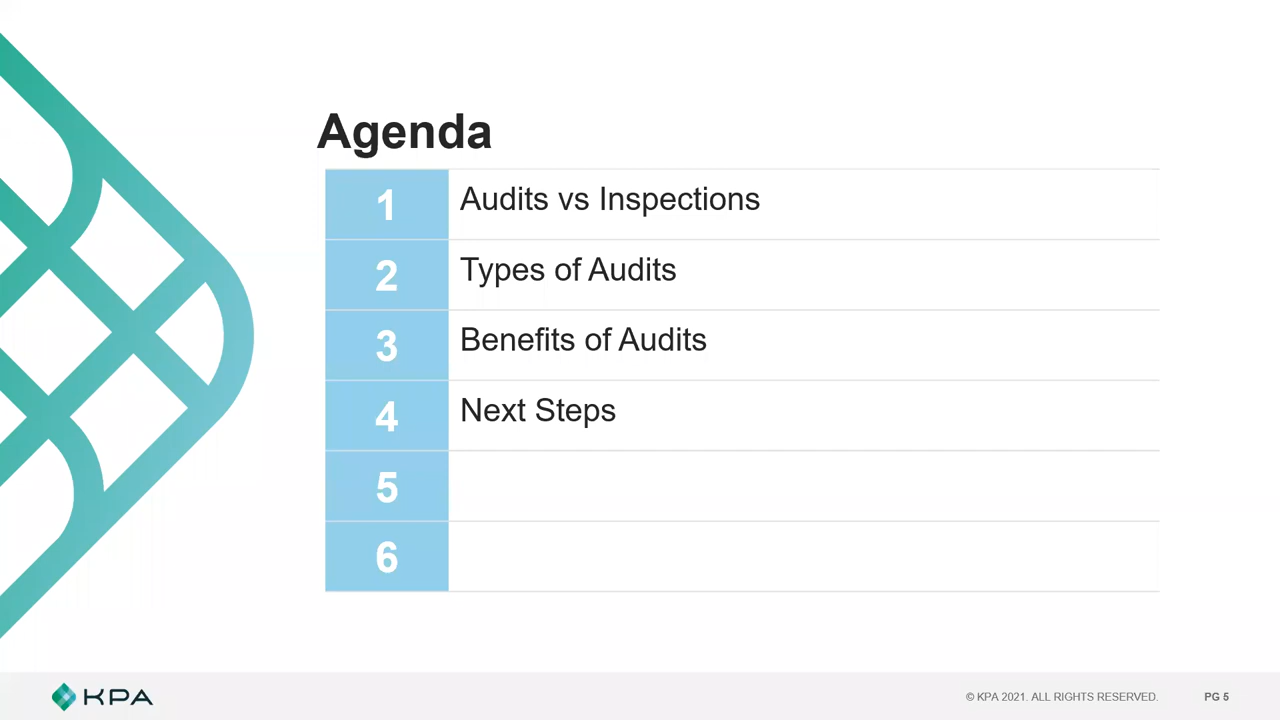 Agenda
1 Audits vs Inspections
2 Types of Audits
3 Benefits of Audits
4 Next Steps
5
6
KPA © KPA 2021. ALL RIGHTS RESERVED. PG 5